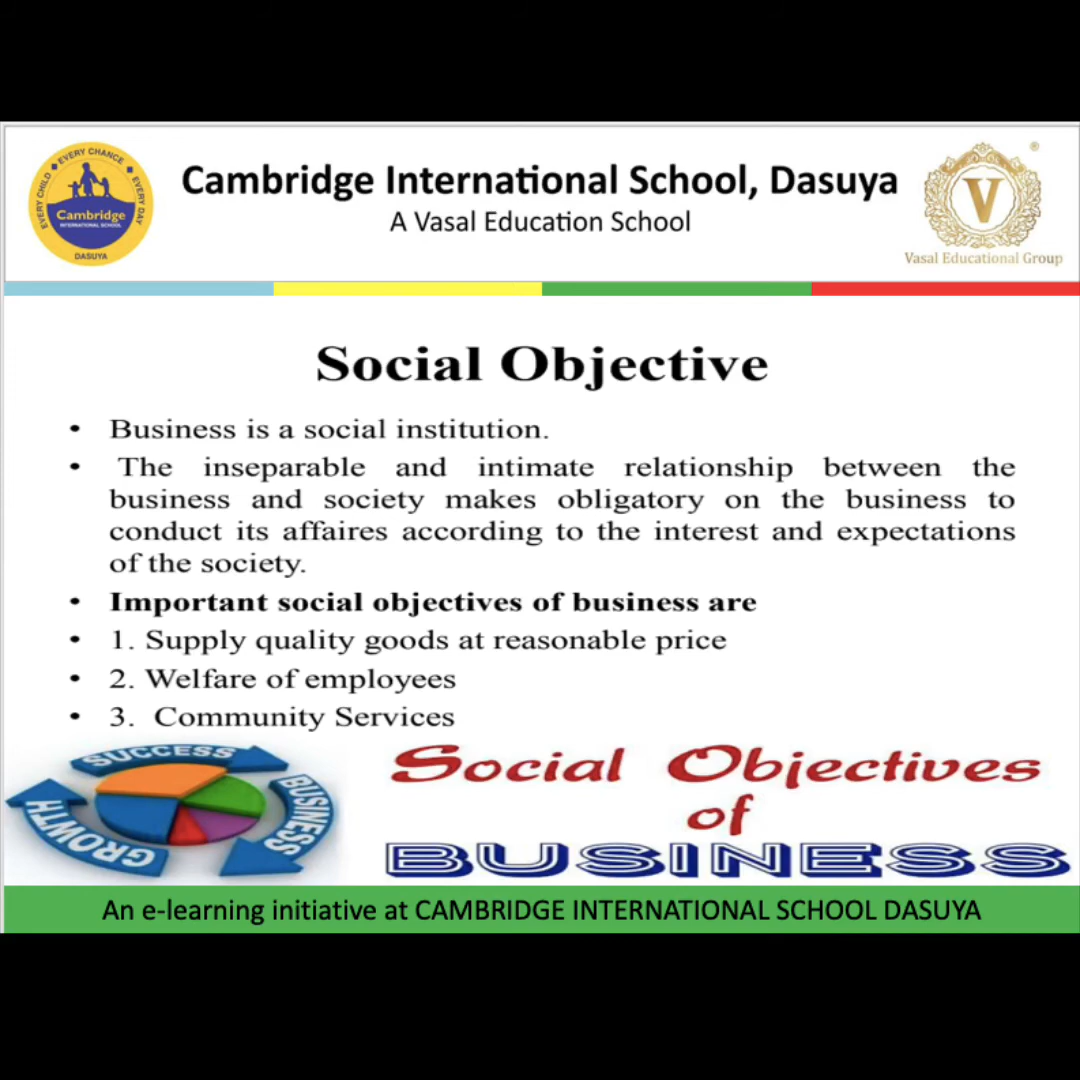 EVERY CHILD ◆ EVERY CHANCE ■ EVERY DAY
Cambridge
INTERNATIONAL SCHOOL
DASUYA
Cambridge International School, Dasuya
A Vasal Education School
®
V
Vasal Educational Group
Social Objective
• Business is a social institution.
• The inseparable and intimate relationship between the
business and society makes obligatory on the business to
conduct its affaires according to the interest and expectations
of the society.
• Important social objectives of business are
• 1. Supply quality goods at reasonable price
• 2. Welfare of employees
• 3. Community Services
SUCCESS
BUSINESS
GROWTH
Social Objectives
of
BUSINESS
An e-learning initiative at CAMBRIDGE INTERNATIONAL SCHOOL DASUYA